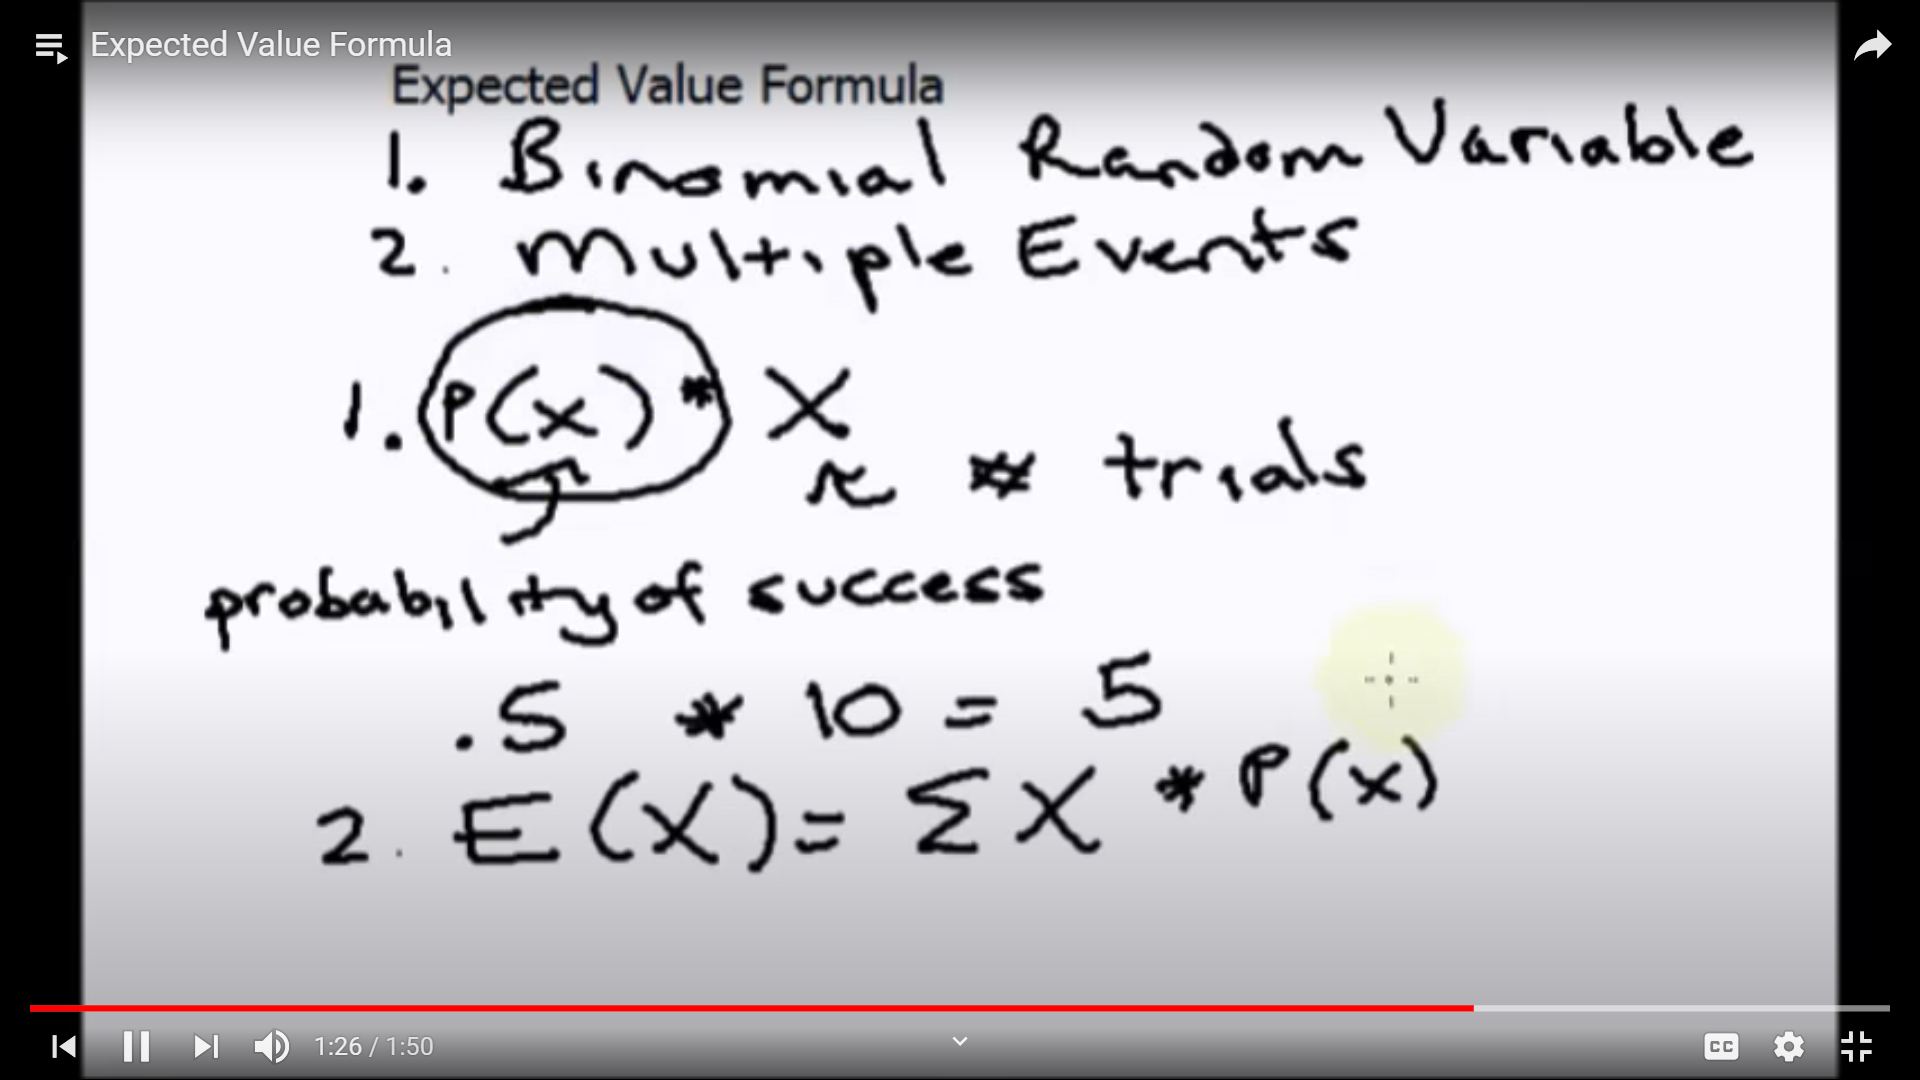 Expected Value Formula
Expected Value Formula
1. Binomial Random Variable
2. Multiple Events
1. P(x) * X
# trials
probability of success
.5 * 10 = 5
2. E(X) = Σ X * P(x)
1:26 / 1:50
CC